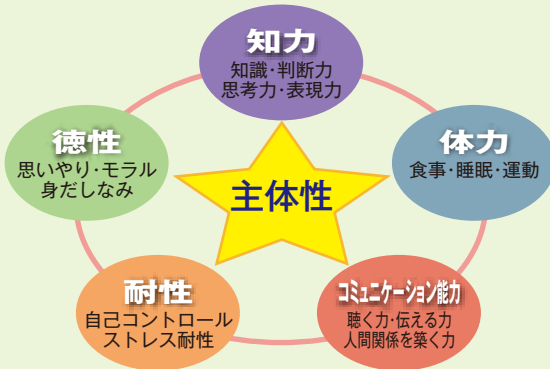 知力
知識・判断力
思考力・表現力
徳性
思いやり・モラル
身だしなみ
体力
食事・睡眠・運動
主体性
耐性
自己コントロール
ストレス耐性
コミュニケーション能力
聴く力・伝える力
人間関係を築く力